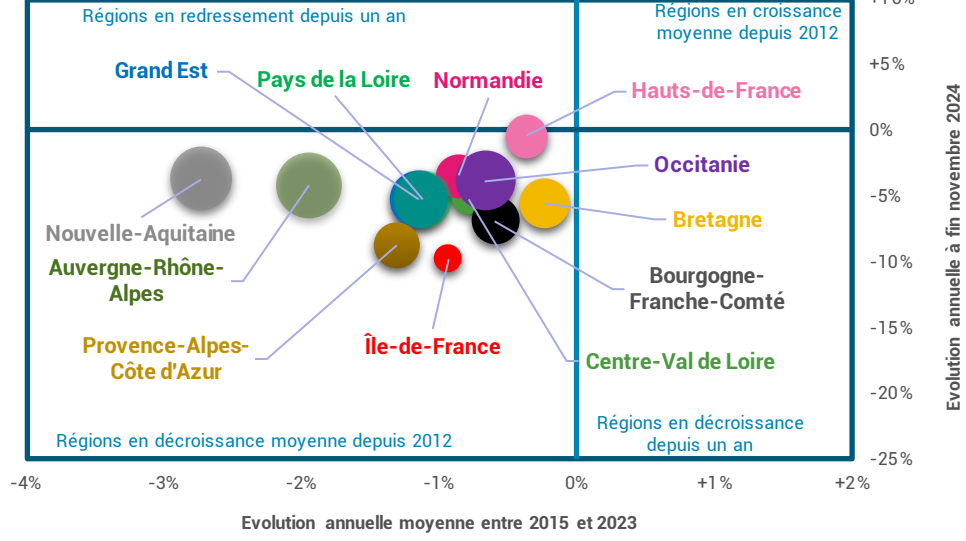 Régions en redressement depuis un an
Régions en croissance
moyenne depuis 2012
Grand Est
Pays de la Loire
Normandie
Hauts-de-France
Occitanie
Nouvelle-Aquitaine
Bretagne
Auvergne-Rhône-
Alpes
Bourgogne-
Franche-Comté
Provence-Alpes-
Côte d'Azur
Île-de-France
Centre-Val de Loire
Régions en décroissance moyenne depuis 2012
Régions en décroissance
depuis un an
+5%
0%
-5%
-10%
-15%
-20%
-25%
Evolution annuelle à fin novembre 2024
-4%
-3%
-2%
-1%
0%
+1%
+2%
Evolution annuelle moyenne entre 2015 et 2023